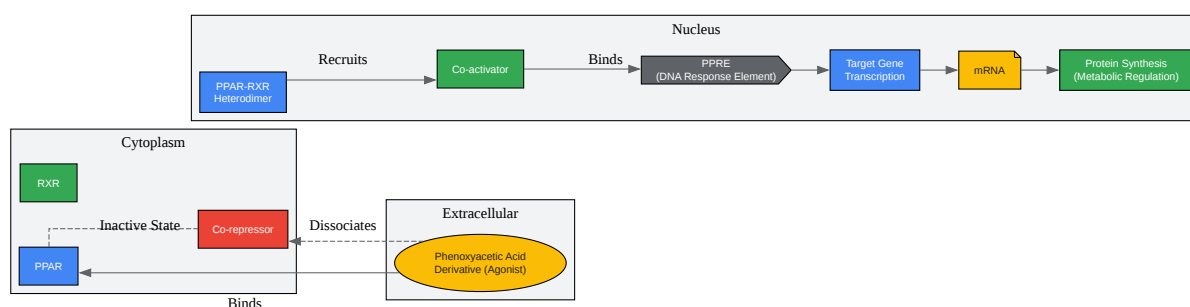 Nucleus
Recruits
Binds
PPAR-RXR
Heterodimer
Co-activator
PPRE
(DNA Response Element)
Target Gene
Transcription
mRNA
Protein Synthesis
(Metabolic Regulation)
Cytoplasm
RXR
Inactive State
Co-repressor
PPAR
Dissociates
Extracellular
Phenoxyacetic Acid
Derivative (Agonist)
Binds